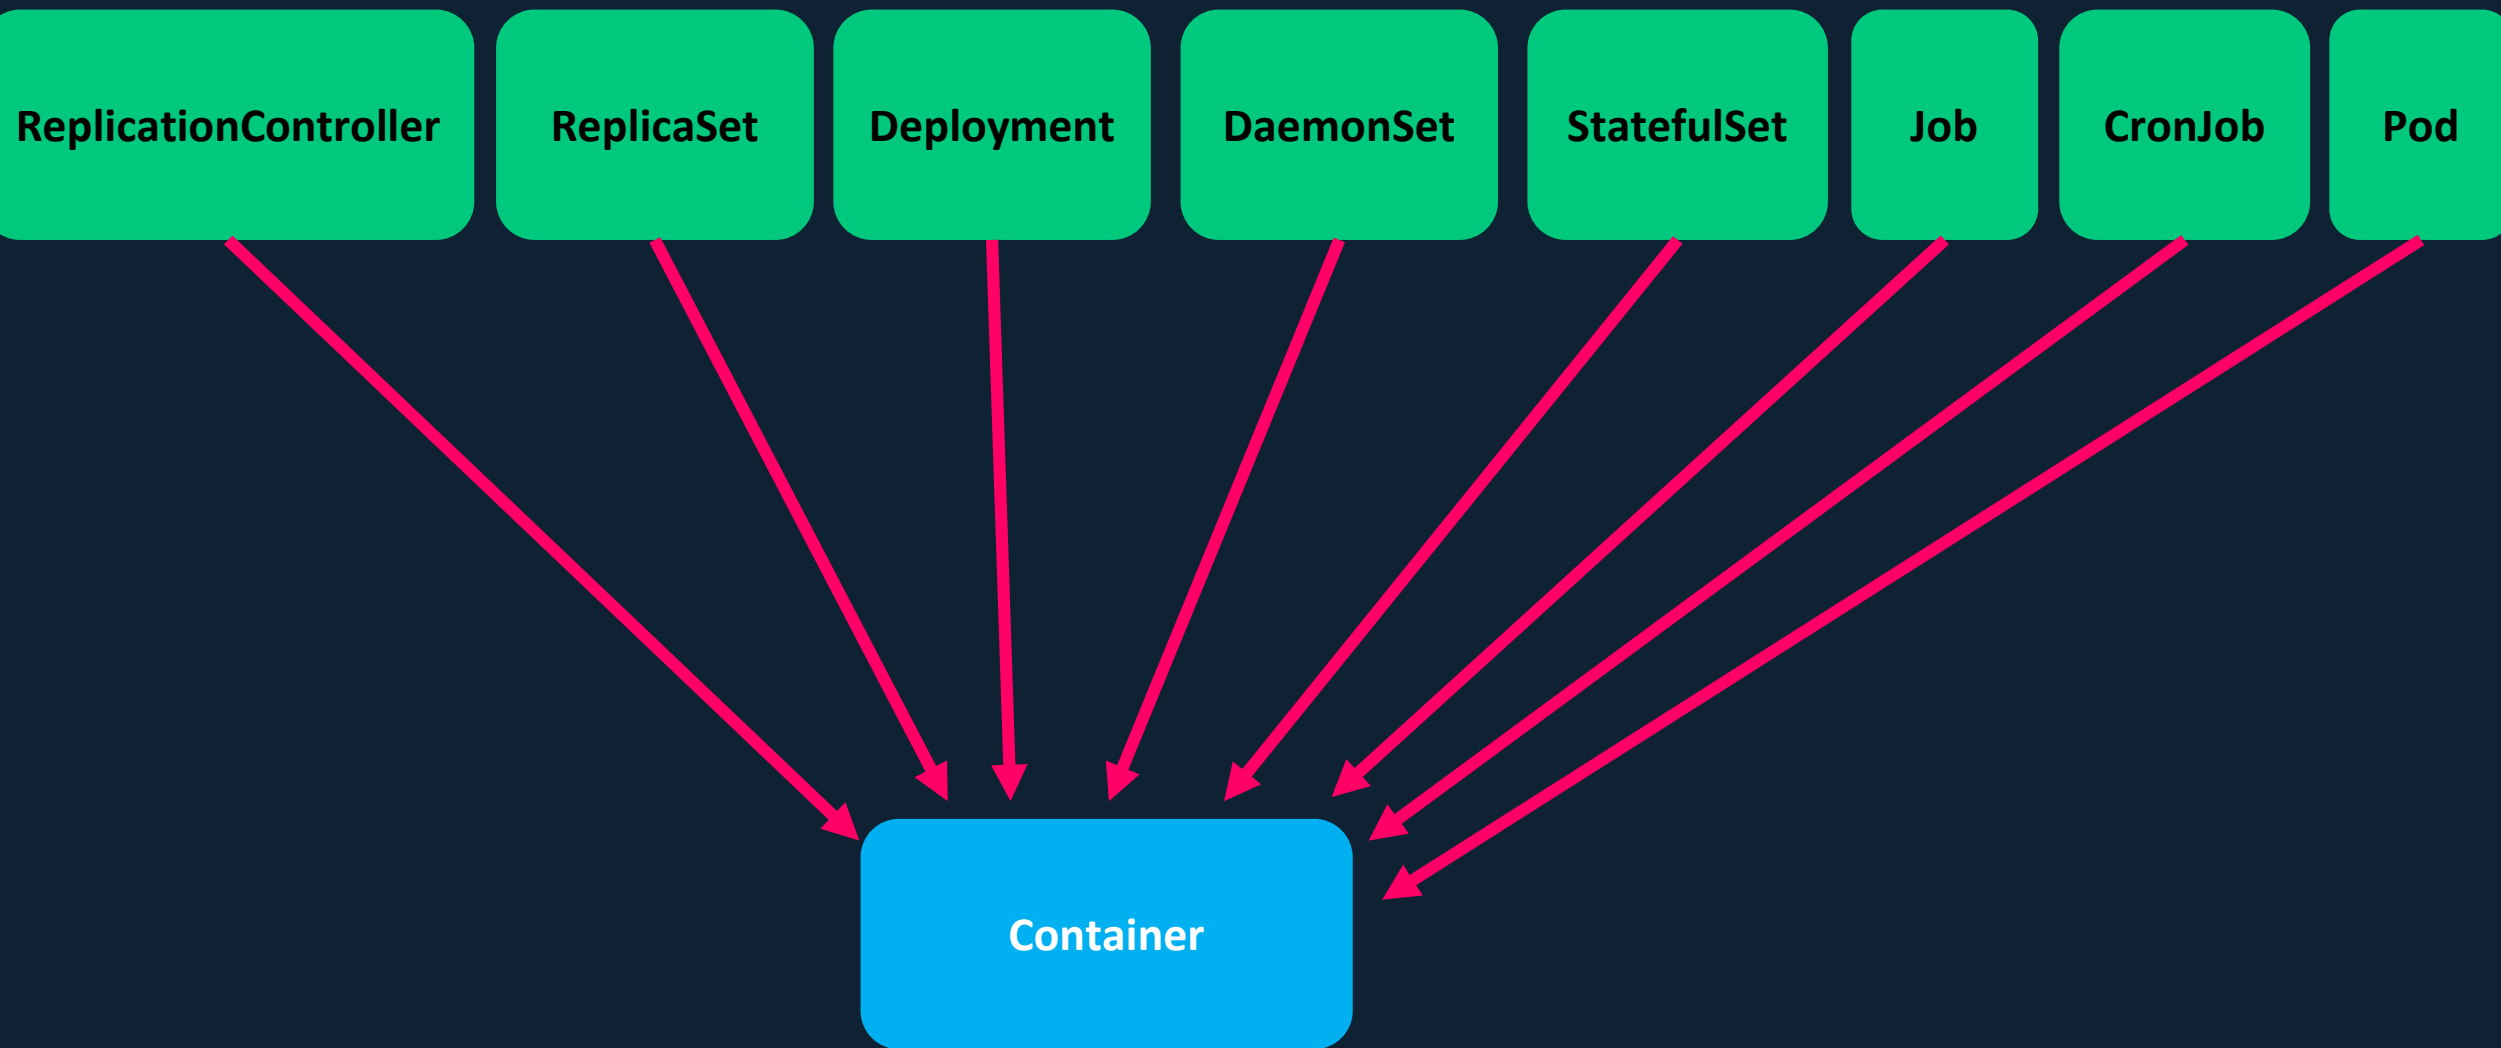 ReplicationController
ReplicaSet
Deployment
DaemonSet
StatefulSet
Job
CronJob
Pod
Container